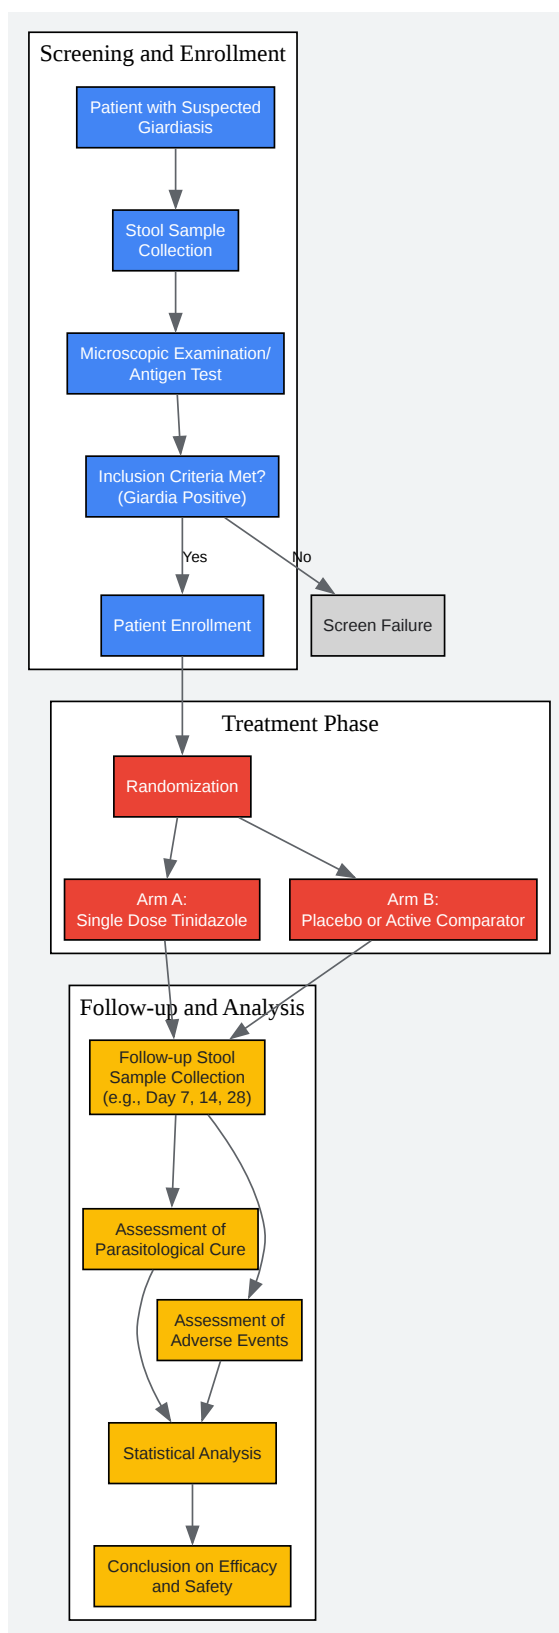 Screening and Enrollment
Patient with Suspected
Giardiasis
Stool Sample
Collection
Microscopic Examination/
Antigen Test
Inclusion Criteria Met?
(Giardia Positive)
Yes
No
Patient Enrollment
Screen Failure
Treatment Phase
Randomization
Arm A:
Single Dose Tinidazole
Arm B:
Placebo or Active Comparator
Follow-up and Analysis
Follow-up Stool
Sample Collection
(e.g., Day 7, 14, 28)
Assessment of
Parasitological Cure
Assessment of
Adverse Events
Statistical Analysis
Conclusion on Efficacy
and Safety